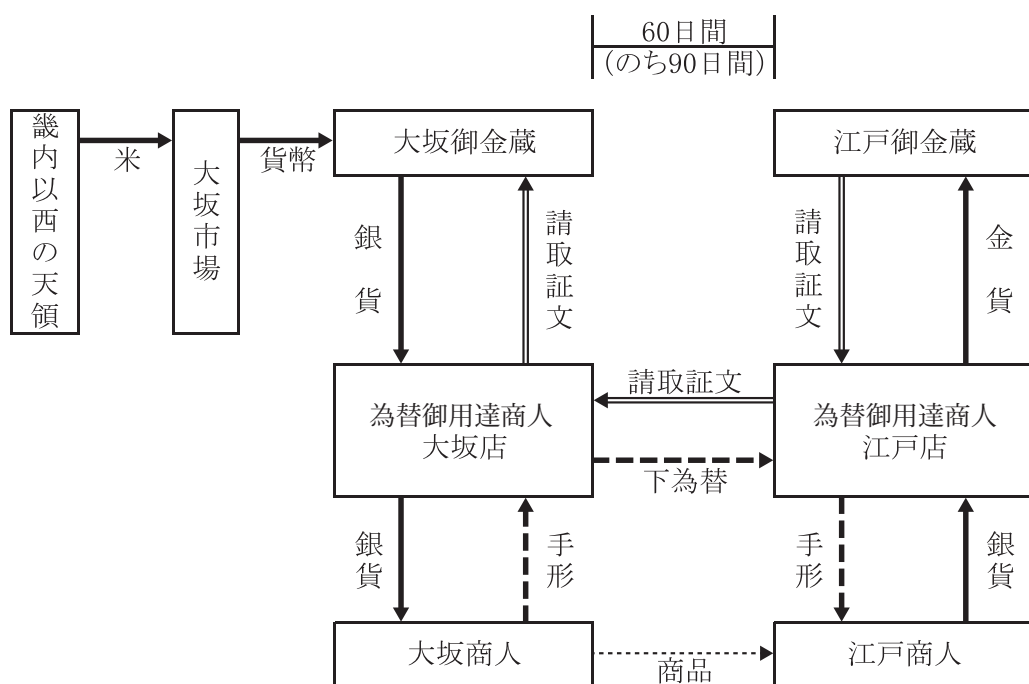 60日間
(のち90日間)
畿内以西の天領
米
大坂市場
貨幣
大坂御金蔵
江戸御金蔵
銀貨
請取証文
請取証文
金貨
為替御用達商人
大坂店
請取証文
下為替
為替御用達商人
江戸店
銀貨
手形
手形
銀貨
大坂商人
商品
江戸商人